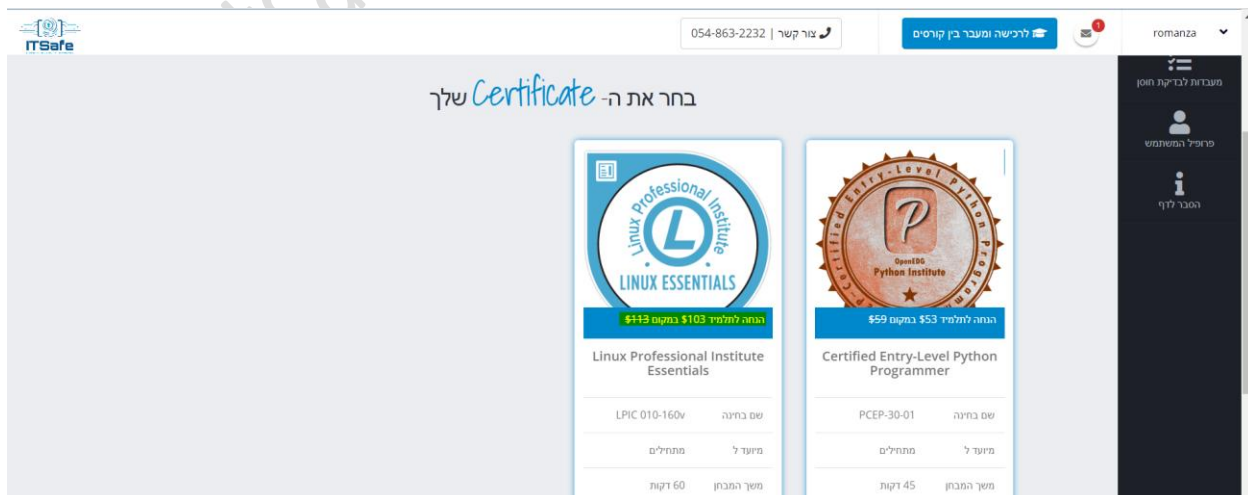 ITSafe
צור קשר | 054-863-2232
לרכישה ומעבר בין קורסים
1
romanza
מעבדות לבדיקת חוסן
פרופיל המשתמש
הסבר לדף
בחר את ה- Certificate שלך
Linux Professional Institute
LINUX ESSENTIALS
הנחה לתלמיד $103 במקום $113
Linux Professional Institute
Essentials
שם בחינה LPIC 010-160v
מיועד ל מתחילים
משך המבחן 60 דקות
Entry-Level Python
OpenEDG
Python Institute
הנחה לתלמיד $53 במקום $59
Certified Entry-Level Python
Programmer
שם בחינה PCEP-30-01
מיועד ל מתחילים
משך המבחן 45 דקות